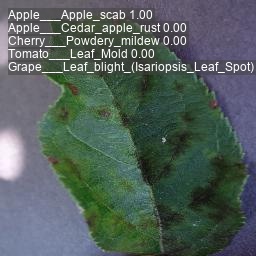 Apple___Apple_scab 1.00
Apple___Cedar_apple_rust 0.00
Cherry___Powdery_mildew 0.00
Tomato___Leaf_Mold 0.00
Grape___Leaf_blight_(Isariopsis_Leaf_Spot)